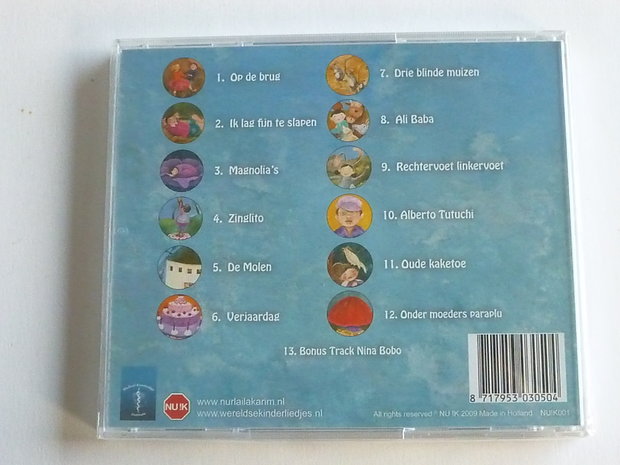 1. Op de brug
2. Ik lag fijn te slapen
3. Magnolia's
4. Zinglito
5. De Molen
6. Verjaardag
7. Drie blinde muizen
8. Ali Baba
9. Rechtervoet linkervoet
10. Alberto Tutuchi
11. Oude kaketoe
12. Onder moeders paraplu
13. Bonus Track Nina Bobo
NU!K
www.nurlailakarim.nl
www.wereldsekinderliedjes.nl
8 717953 030504
All rights reserved © NU !K 2009 Made in Holland NU!K001